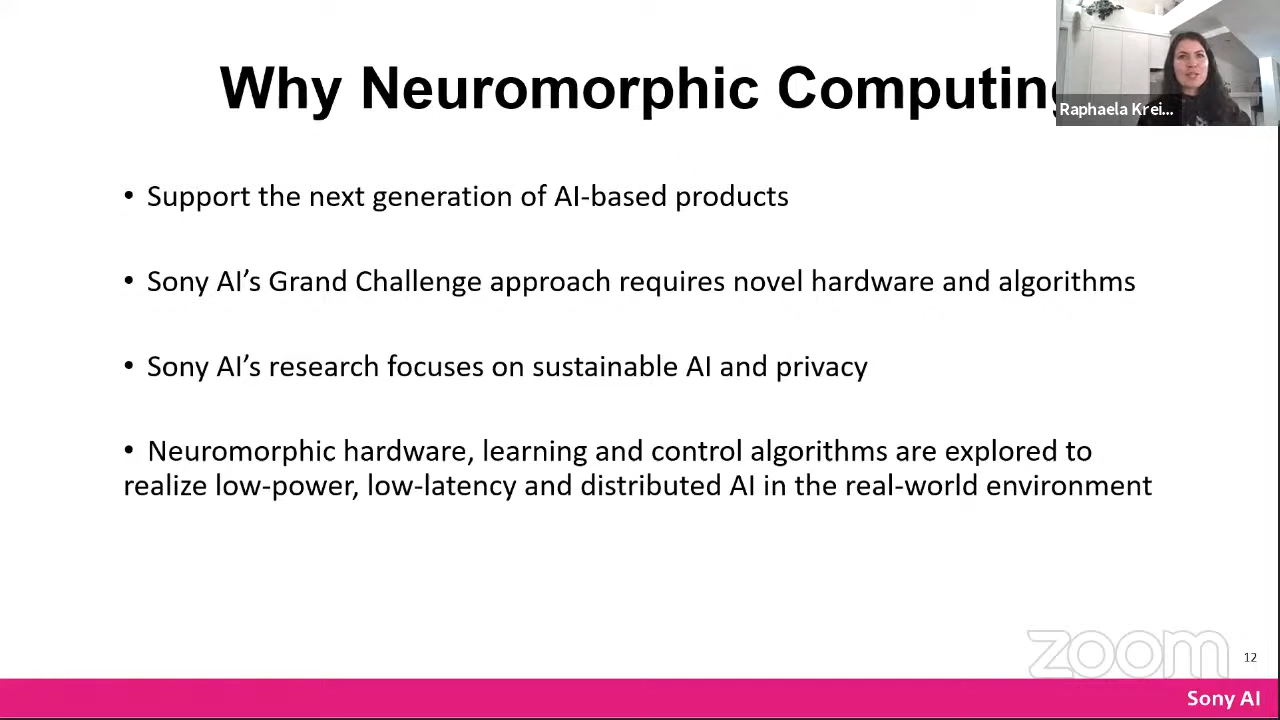 Why Neuromorphic Computing
Raphaela Krei...
• Support the next generation of AI-based products
• Sony AI’s Grand Challenge approach requires novel hardware and algorithms
• Sony AI’s research focuses on sustainable AI and privacy
• Neuromorphic hardware, learning and control algorithms are explored to
realize low-power, low-latency and distributed AI in the real-world environment
zoom
12
Sony AI